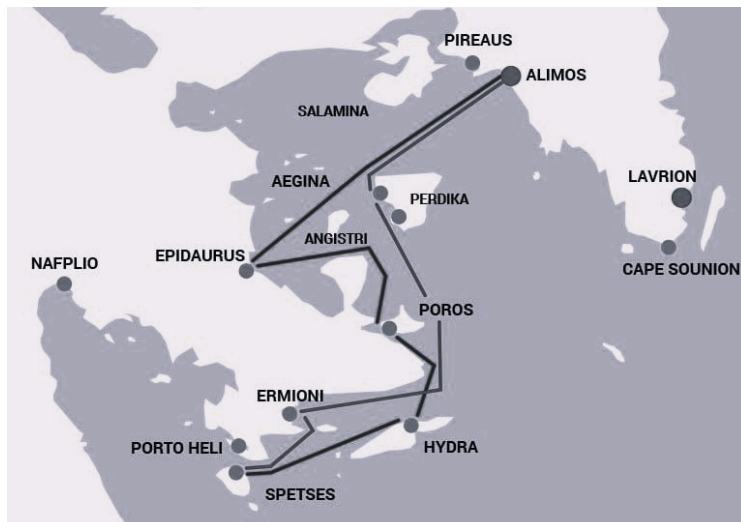 PIREAUS
ALIMOS
SALAMINA
LAVRION
AEGINA
PERDIKA
ANGISTRI
EPIDAURUS
NAFPLIO
CAPE SOUNION
POROS
ERMIONI
PORTO HELI
HYDRA
SPETSES